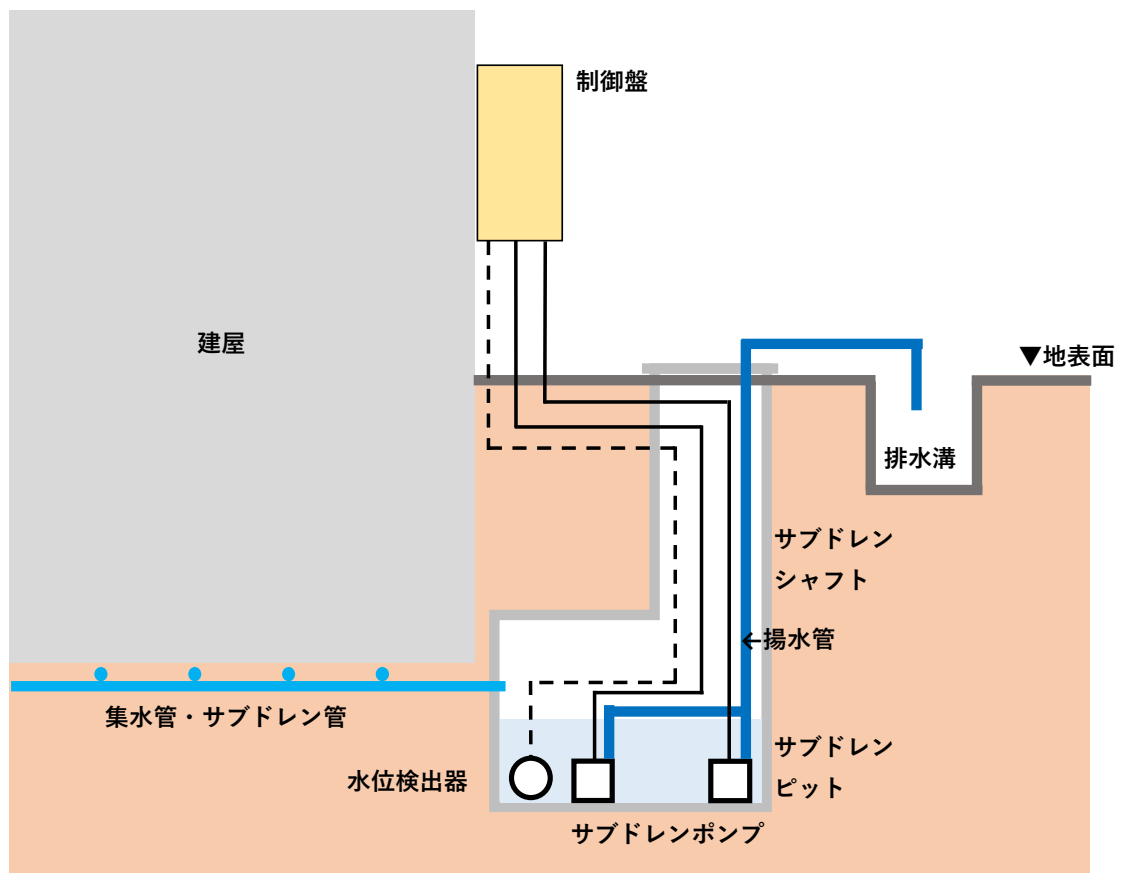 制御盤
建屋
▼地表面
排水溝
サブドレン
シャフト
←揚水管
集水管・サブドレン管
サブドレン
ピット
水位検出器
サブドレンポンプ